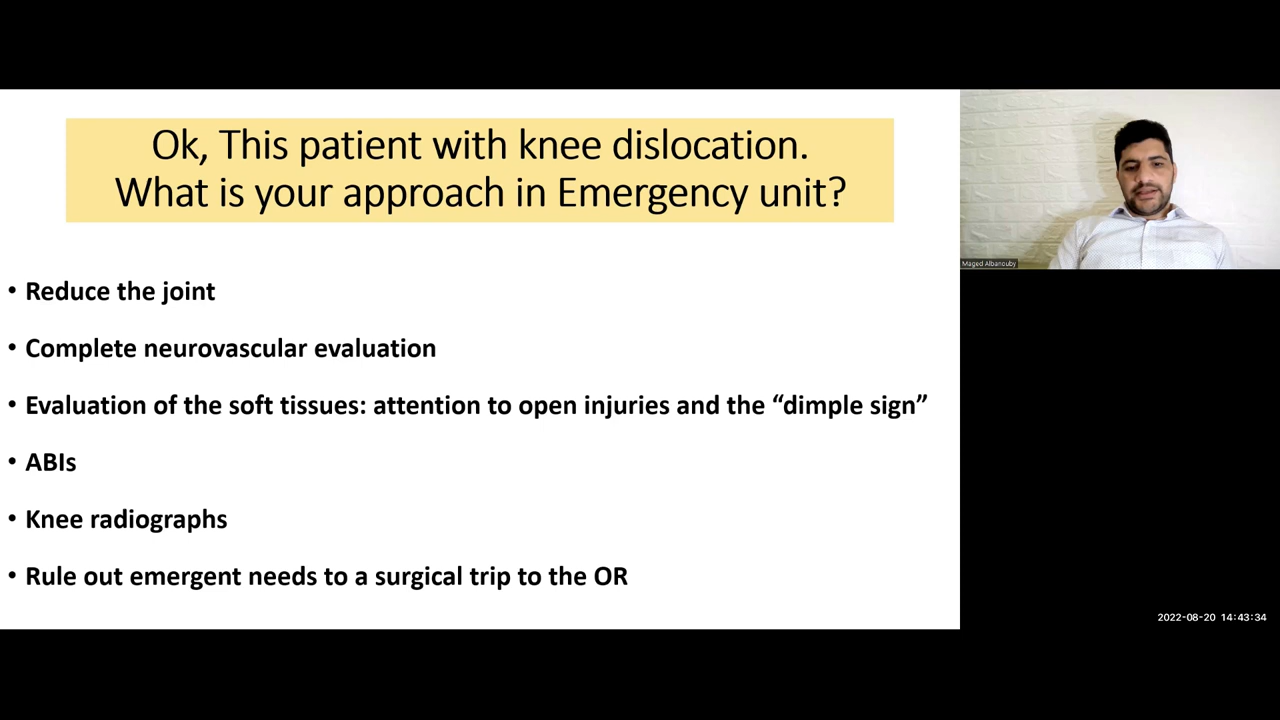 Ok, This patient with knee dislocation.
What is your approach in Emergency unit?
• Reduce the joint
• Complete neurovascular evaluation
• Evaluation of the soft tissues: attention to open injuries and the “dimple sign”
• ABIs
• Knee radiographs
• Rule out emergent needs to a surgical trip to the OR
Maged Albanouby
2022-08-20 14:43:34